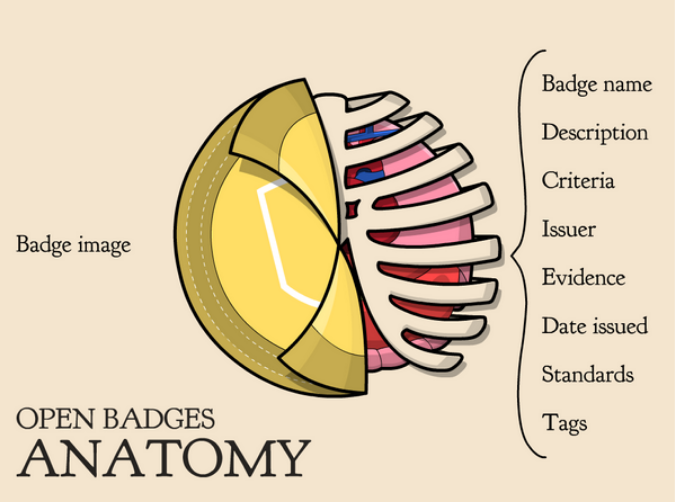 Badge image
OPEN BADGES
ANATOMY
Badge name
Description
Criteria
Issuer
Evidence
Date issued
Standards
Tags